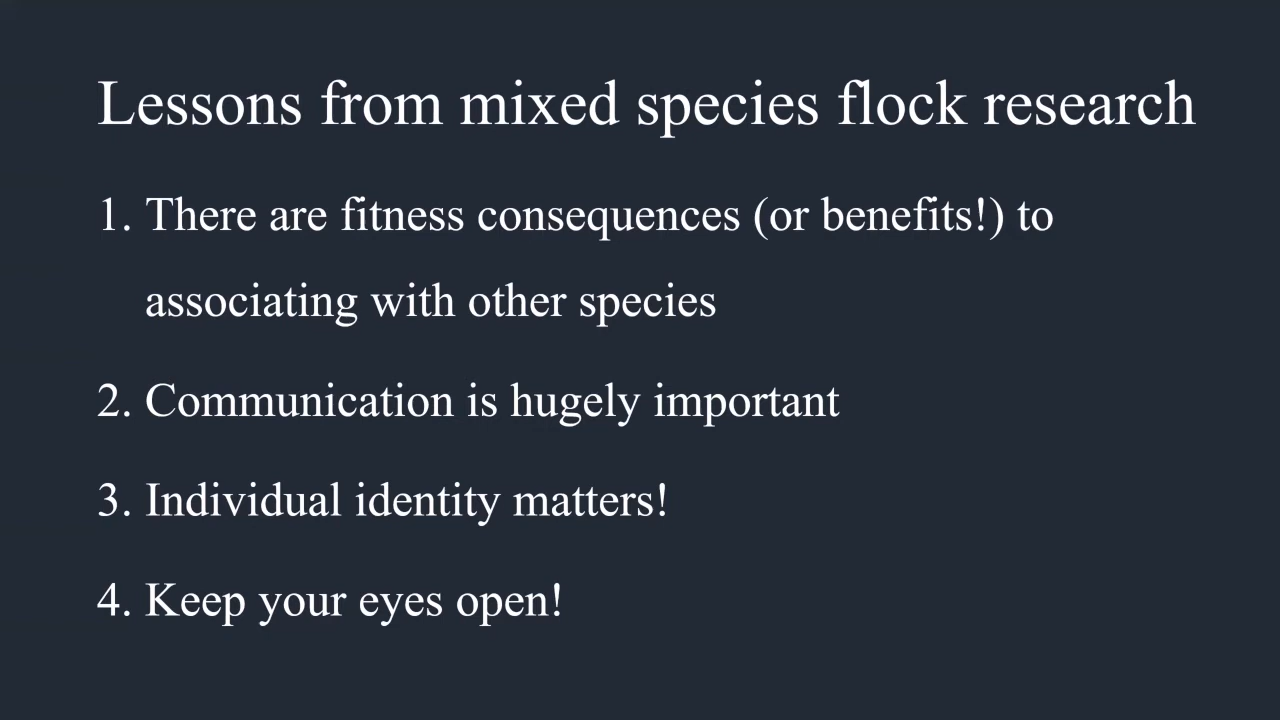 Lessons from mixed species flock research
1. There are fitness consequences (or benefits!) to
associating with other species
2. Communication is hugely important
3. Individual identity matters!
4. Keep your eyes open!